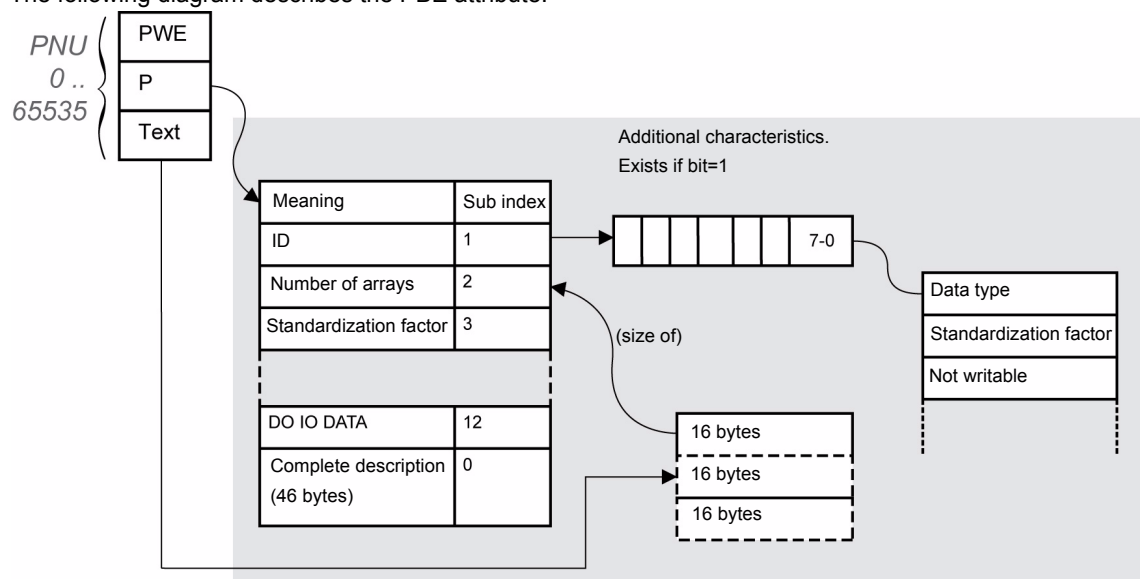 The following diagram describes the PBE attribute.
PNU
0 ..
65535
PWE
P
Text
Additional characteristics.
Exists if bit=1
Meaning
Sub index
ID
1
7-0
Number of arrays
2
Data type
Standardization factor
3
(size of)
Standardization factor
Not writable
DO IO DATA
12
16 bytes
Complete description
(46 bytes)
0
16 bytes
16 bytes